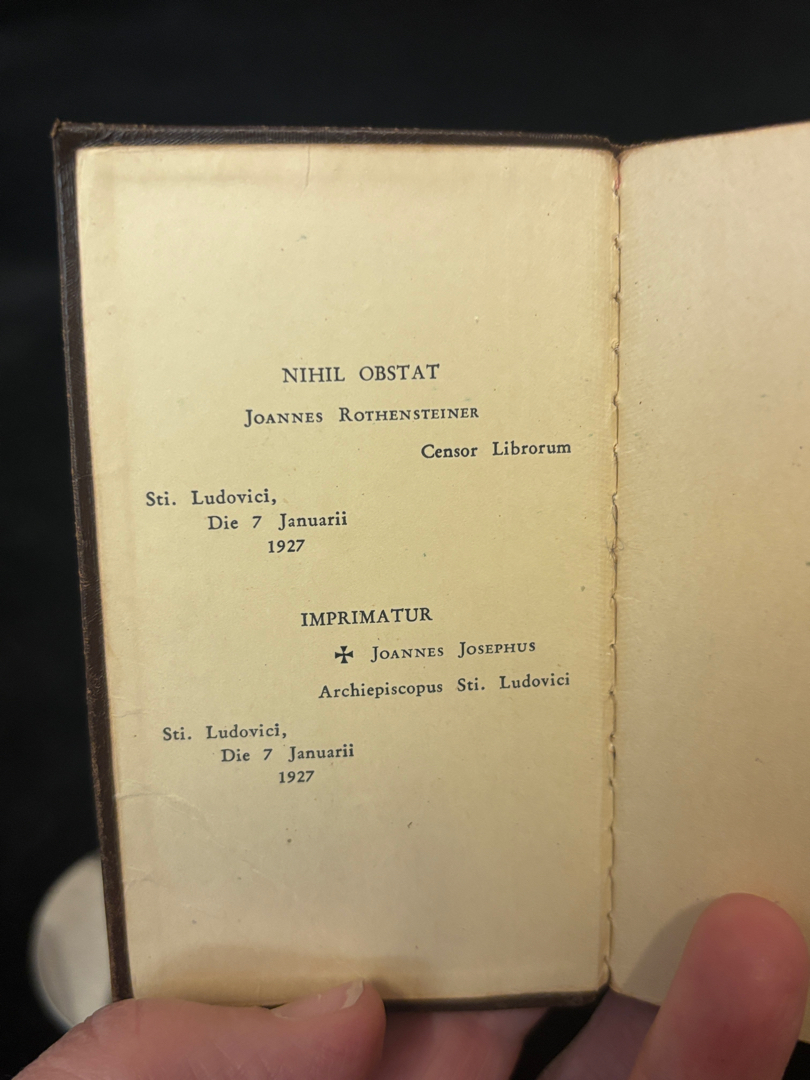 NIHIL OBSTAT
Joannes Rothensteiner
Censor Librorum
Sti. Ludovici,
Die 7 Januarii
1927
IMPRIMATUR
✠ Joannes Josephus
Archiepiscopus Sti. Ludovici
Sti. Ludovici,
Die 7 Januarii
1927